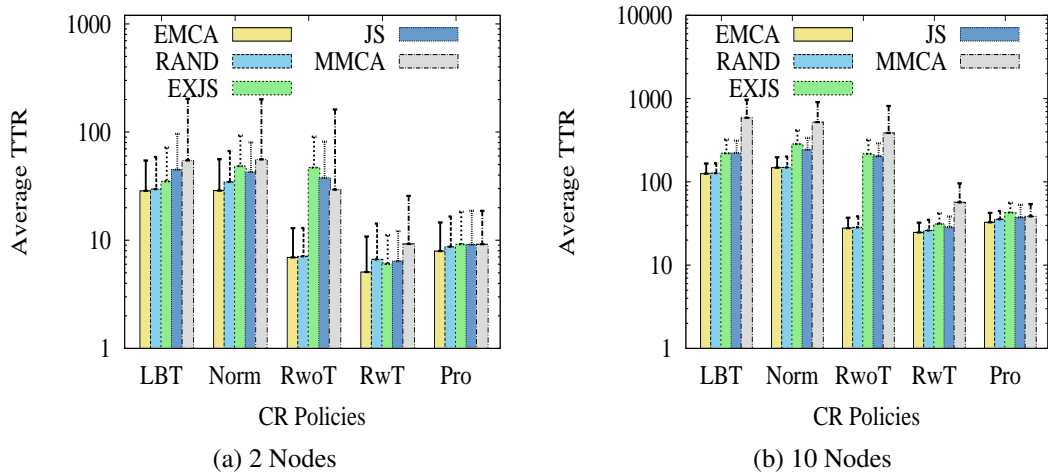 Average TTR
1000
100
10
1
EMCA
RAND
EXJS
JS
MMCA
LBT Norm RwoT RwT Pro
CR Policies
(a) 2 Nodes
Average TTR
10000
1000
100
10
1
EMCA
RAND
EXJS
JS
MMCA
LBT Norm RwoT RwT Pro
CR Policies
(b) 10 Nodes